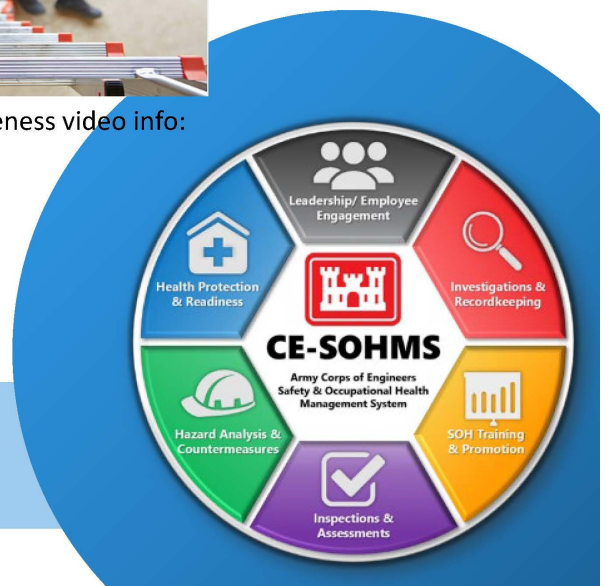 video info:
Leadership/ Employee
Engagement
Investigations &
Recordkeeping
SOH Training
& Promotion
Inspections &
Assessments
Hazard Analysis &
Countermeasures
Health Protection
& Readiness
CE-SOHMS
Army Corps of Engineers
Safety & Occupational Health
Management System